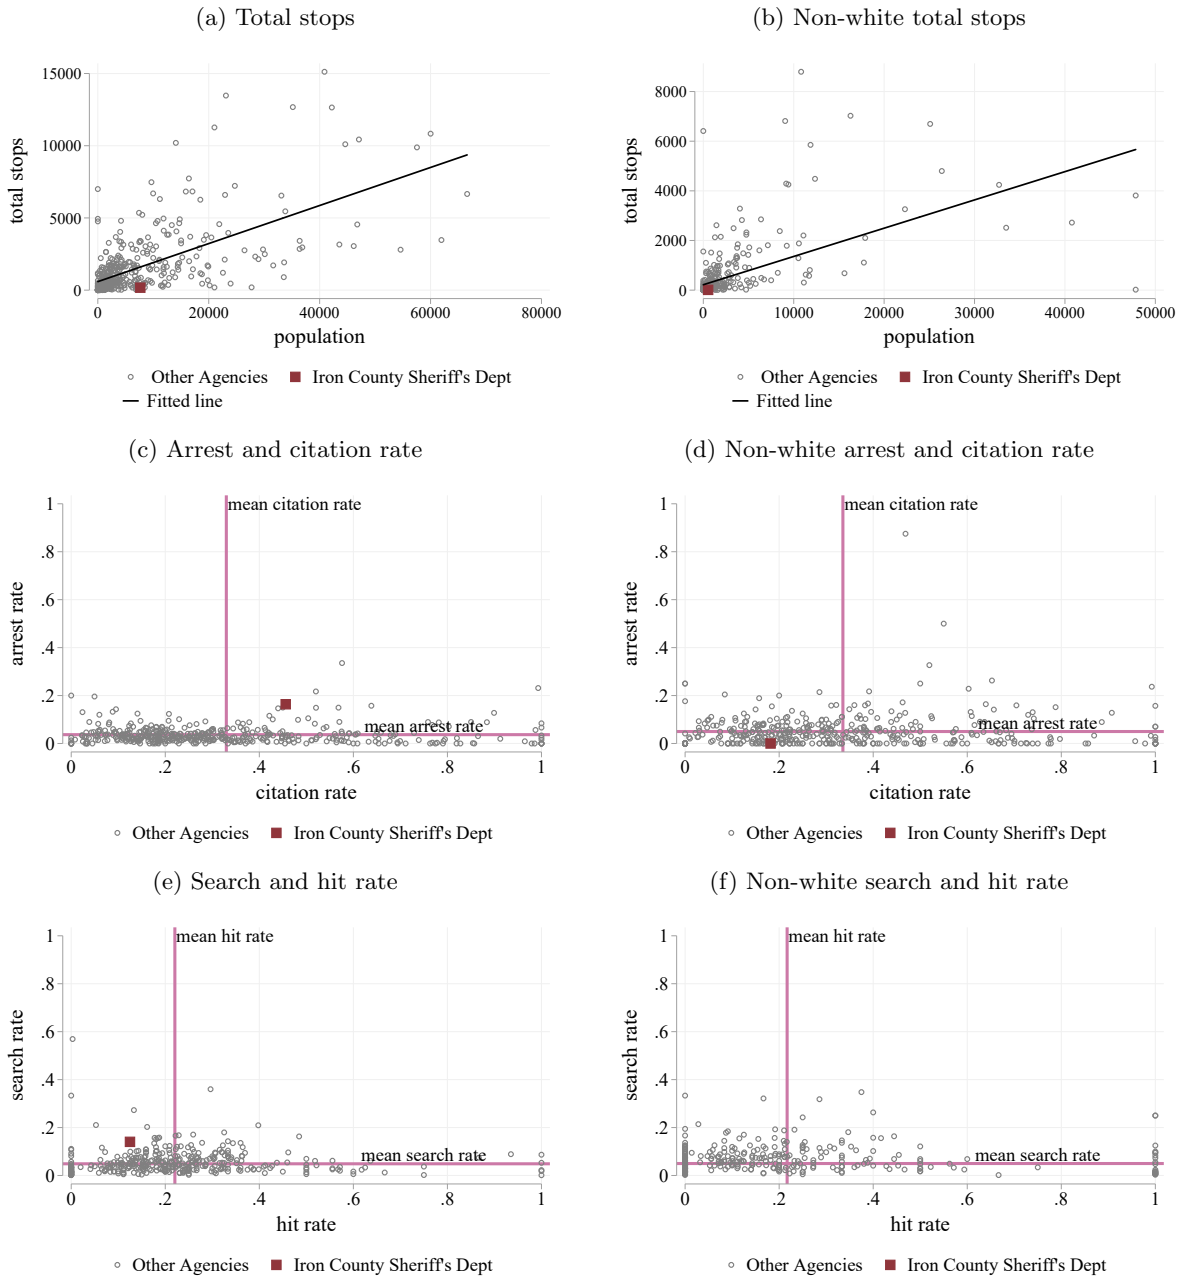 (a) Total stops
(b) Non-white total stops
total stops
15000
10000
5000
0
0 20000 40000 60000 80000
population
Other Agencies Iron County Sheriff's Dept
Fitted line
total stops
8000
6000
4000
2000
0
0 10000 20000 30000 40000 50000
population
Other Agencies Iron County Sheriff's Dept
Fitted line
(c) Arrest and citation rate
(d) Non-white arrest and citation rate
arrest rate
1
.8
.6
.4
.2
0
mean citation rate
mean arrest rate
0 .2 .4 .6 .8 1
citation rate
Other Agencies Iron County Sheriff's Dept
arrest rate
1
.8
.6
.4
.2
0
mean citation rate
mean arrest rate
0 .2 .4 .6 .8 1
citation rate
Other Agencies Iron County Sheriff's Dept
(e) Search and hit rate
(f) Non-white search and hit rate
search rate
1
.8
.6
.4
.2
0
mean hit rate
mean search rate
0 .2 .4 .6 .8 1
hit rate
Other Agencies Iron County Sheriff's Dept
search rate
1
.8
.6
.4
.2
0
mean hit rate
mean search rate
0 .2 .4 .6 .8 1
hit rate
Other Agencies Iron County Sheriff's Dept